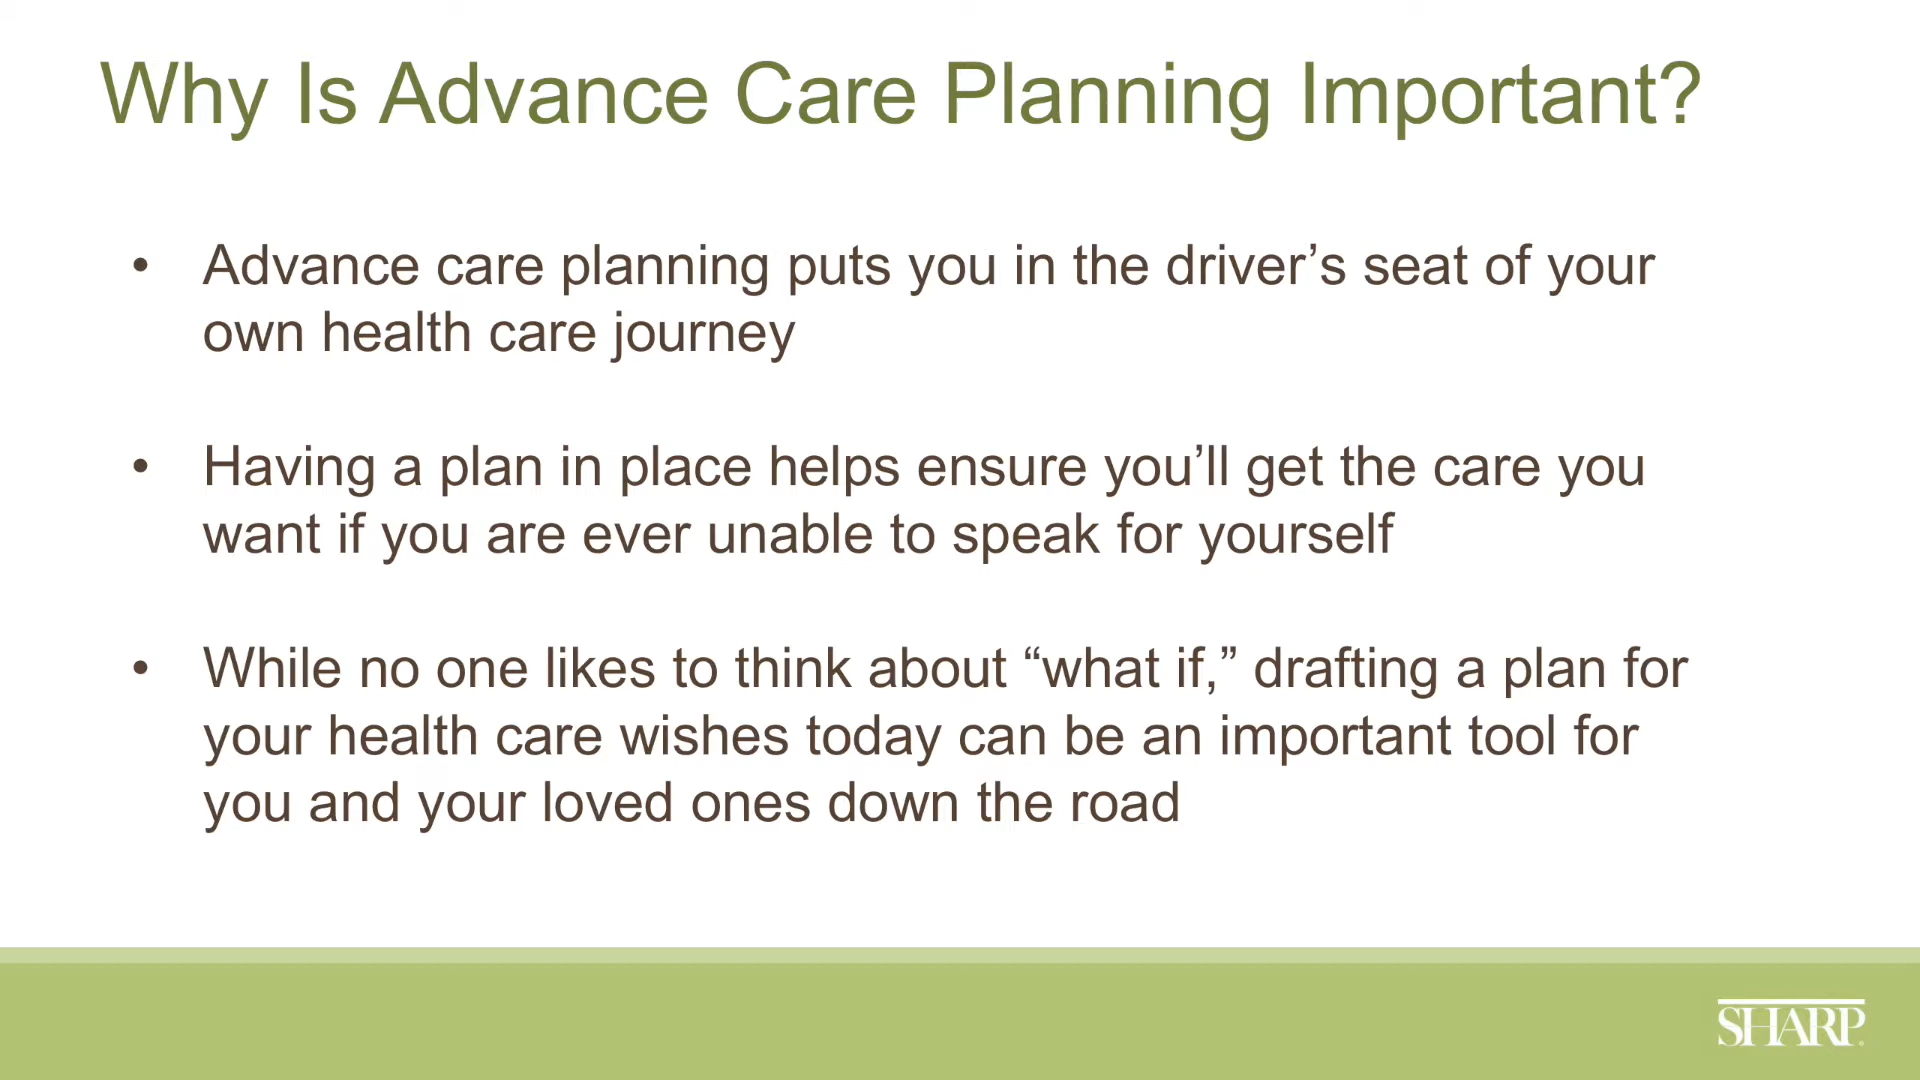 Why Is Advance Care Planning Important?
• Advance care planning puts you in the driver’s seat of your
own health care journey
• Having a plan in place helps ensure you’ll get the care you
want if you are ever unable to speak for yourself
• While no one likes to think about “what if,” drafting a plan for
your health care wishes today can be an important tool for
you and your loved ones down the road
SHARP.